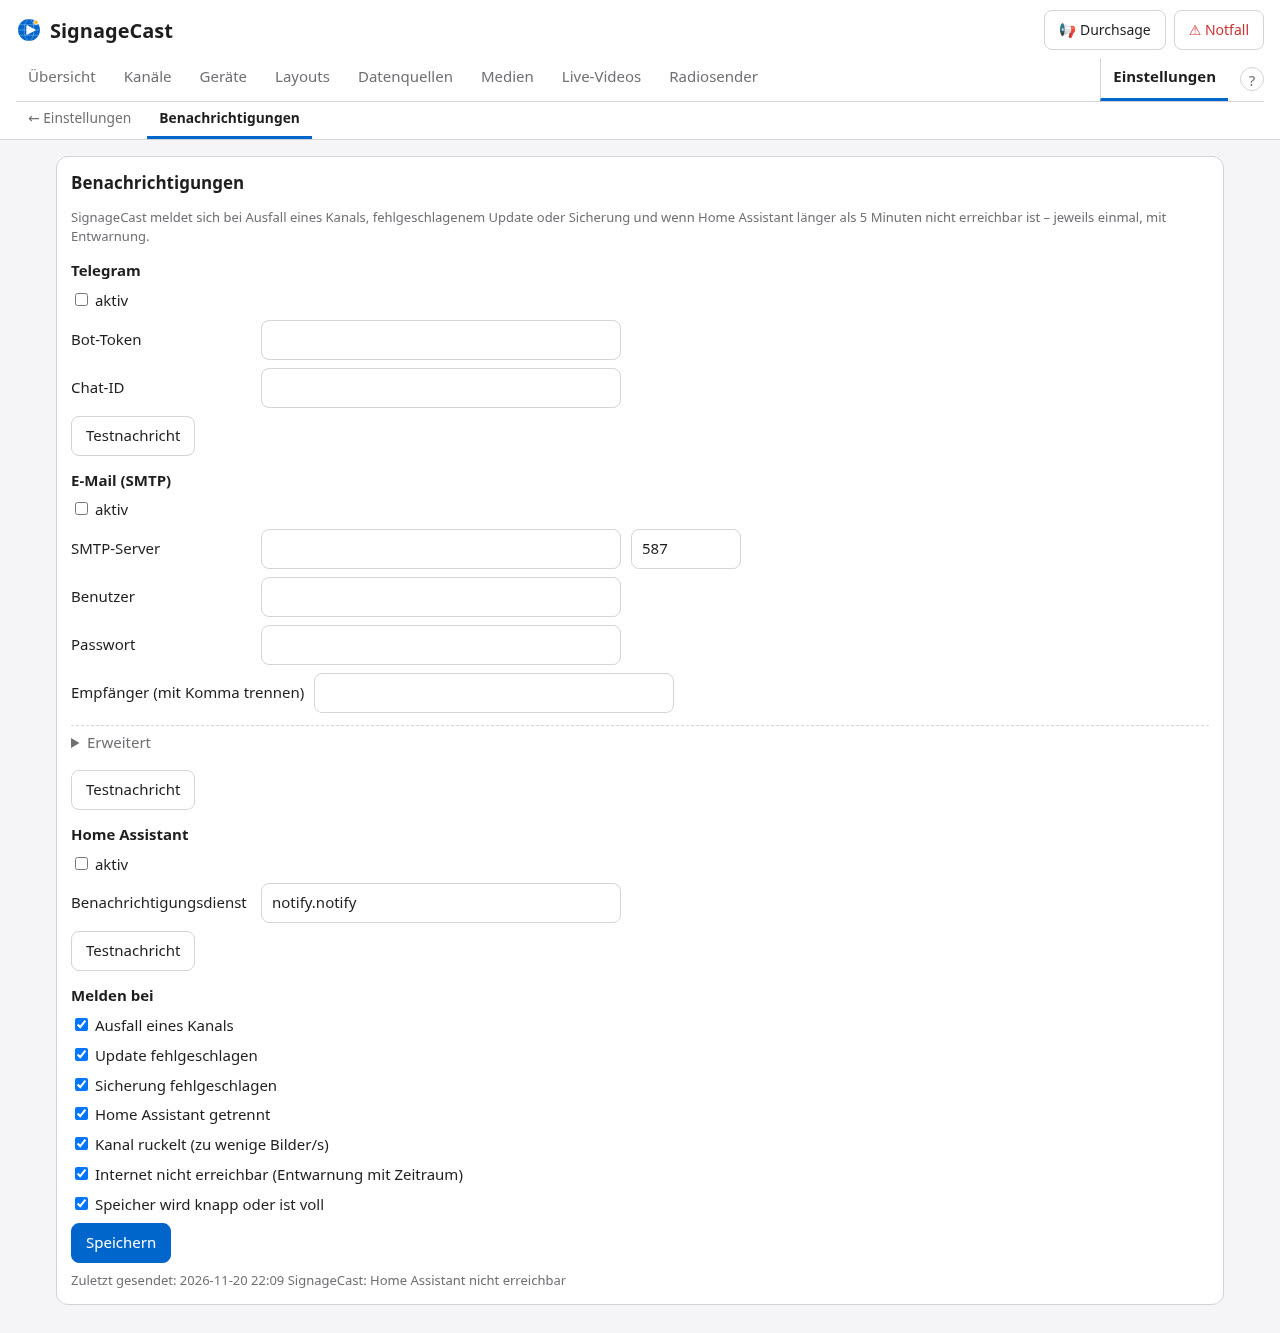 SignageCast
Durchsage
Notfall
Übersicht
Kanäle
Geräte
Layouts
Datenquellen
Medien
Live-Videos
Radiosender
Einstellungen
?
← Einstellungen
Benachrichtigungen
Benachrichtigungen
SignageCast meldet sich bei Ausfall eines Kanals, fehlgeschlagenem Update oder Sicherung und wenn Home Assistant länger als 5 Minuten nicht erreichbar ist – jeweils einmal, mit
Entwarnung.
Telegram
aktiv
Bot-Token
Chat-ID
Testnachricht
E-Mail (SMTP)
aktiv
SMTP-Server
587
Benutzer
Passwort
Empfänger (mit Komma trennen)
Erweitert
Testnachricht
Home Assistant
aktiv
Benachrichtigungsdienst
notify.notify
Testnachricht
Melden bei
Ausfall eines Kanals
Update fehlgeschlagen
Sicherung fehlgeschlagen
Home Assistant getrennt
Kanal ruckelt (zu wenige Bilder/s)
Internet nicht erreichbar (Entwarnung mit Zeitraum)
Speicher wird knapp oder ist voll
Speichern
Zuletzt gesendet: 2026-11-20 22:09 SignageCast: Home Assistant nicht erreichbar